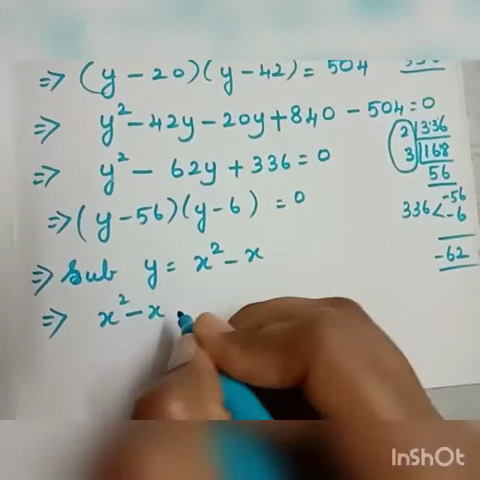 => (y - 20)(y - 42) = 504
=> y² - 42y - 20y + 840 - 504 = 0
=> y² - 62y + 336 = 0
=> (y - 56)(y - 6) = 0
=> Sub y = x² - x
=> x² - x
2 | 336
3 | 168
56
336 < -56
-6
-62
InShOt